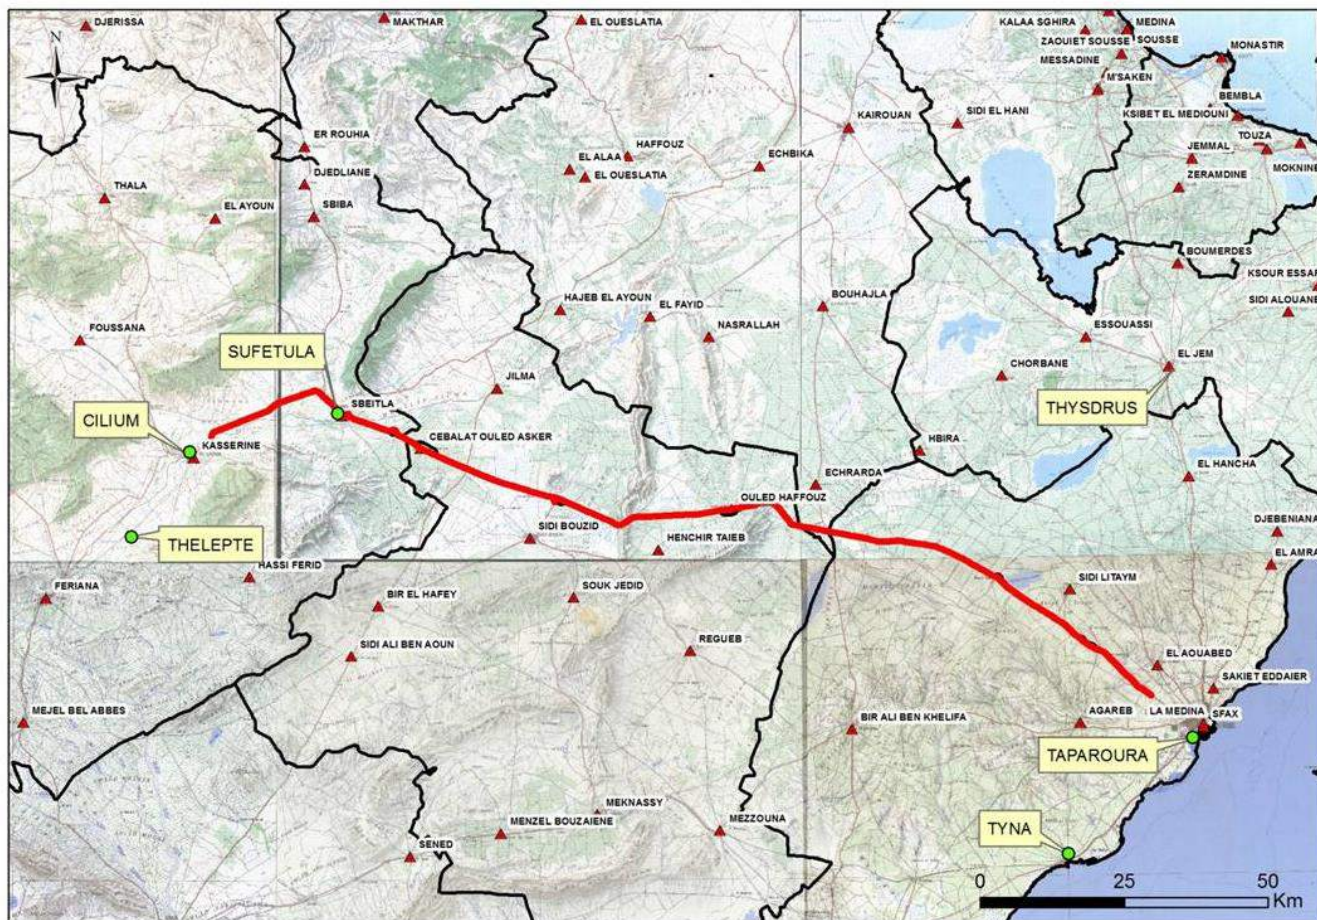 DJERISSA
MAKTHAR
EL OUESLATIA
KALAA SGHIRA
MEDINA
ZAOUIET SOUSSE
SOUSSE
MESSADINE
MONASTIR
N
M'SAKEN
BEMBLA
KSIBET EL MEDIOUNI
KAIROUAN
SIDI EL HANI
TOUZA
ER ROUHIA
EL ALAA
HAFFOUZ
ECHBIKA
JEMMAL
MOKNINE
DJEDLIANE
EL OUESLATIA
ZERAMDINE
THALA
EL AYOUN
SBIBA
BOUMERDES
KSOUR ESSAF
SIDI ALOUANE
HAJEB EL AYOUN
EL FAYID
BOUHAJLA
FOUSSANA
NASRALLAH
ESSOUASSI
SUFETULA
EL JEM
CHORBANE
JILMA
THYSDRUS
SBEITLA
CILIUM
KASSERINE
CEBALAT OULED ASKER
HBIRA
ECHRARDA
EL HANCHA
OULED HAFFOUZ
DJEBENIANA
SIDI BOUZID
HENCHIR TAIEB
THELEPTE
EL AMRA
HASSI FERID
FERIANA
BIR EL HAFEY
SOUK JEDID
SIDI LITAYM
SIDI ALI BEN AOUN
REGUEB
EL AOUABED
SAKIET EDDAIER
MEJEL BEL ABBES
BIR ALI BEN KHELIFA
AGAREB
LA MEDINA
SFAX
TAPAROURA
MEKNASSY
MENZEL BOUZAIENE
MEZZOUNA
TYNA
SENED
0 25 50
Km